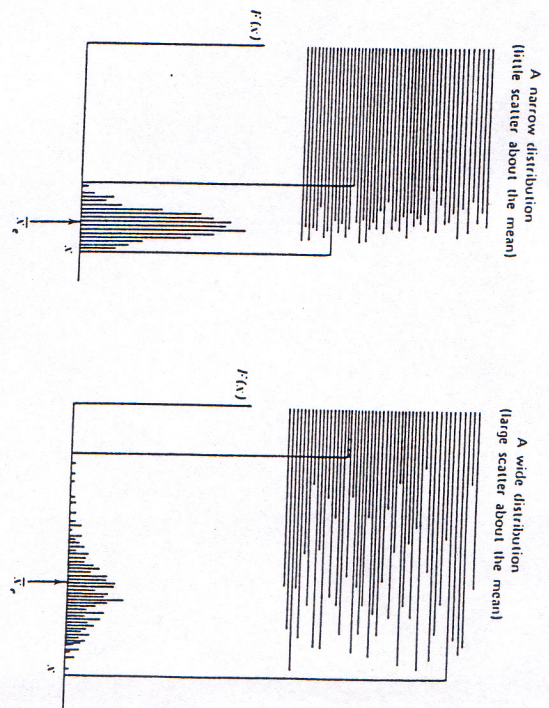 A narrow distribution
(little scatter about the mean)
F(x)
x̄ₑ
x
A wide distribution
(large scatter about the mean)
F(x)
x̄ₑ
x